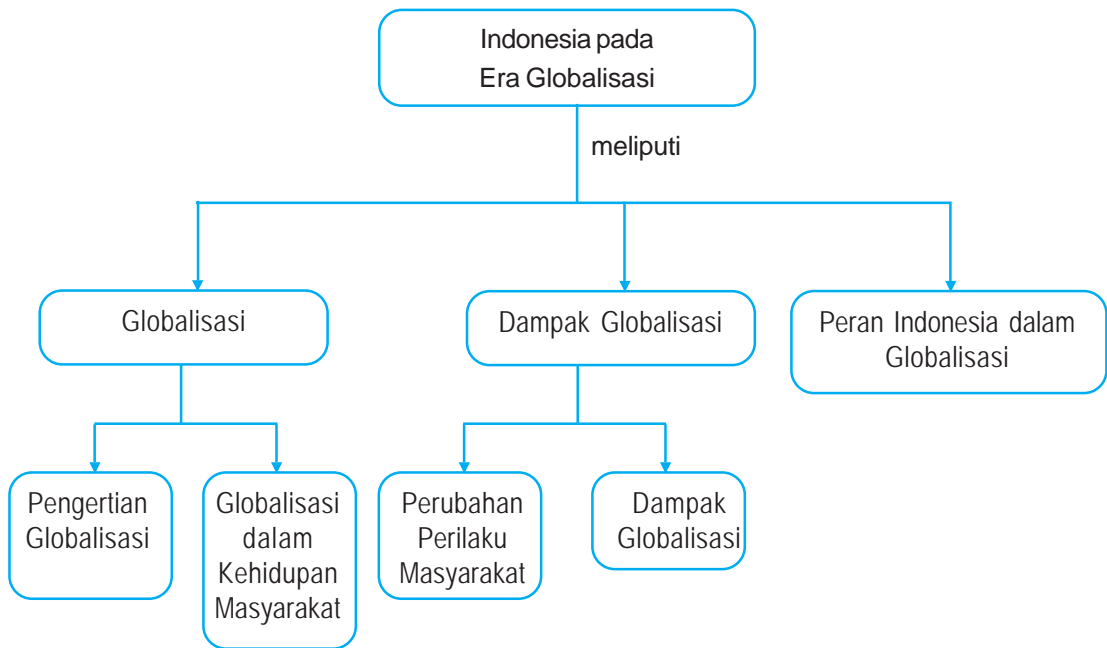 Indonesia pada
Era Globalisasi
meliputi
Globalisasi
Dampak Globalisasi
Peran Indonesia dalam
Globalisasi
Pengertian
Globalisasi
Globalisasi
dalam
Kehidupan
Masyarakat
Perubahan
Perilaku
Masyarakat
Dampak
Globalisasi